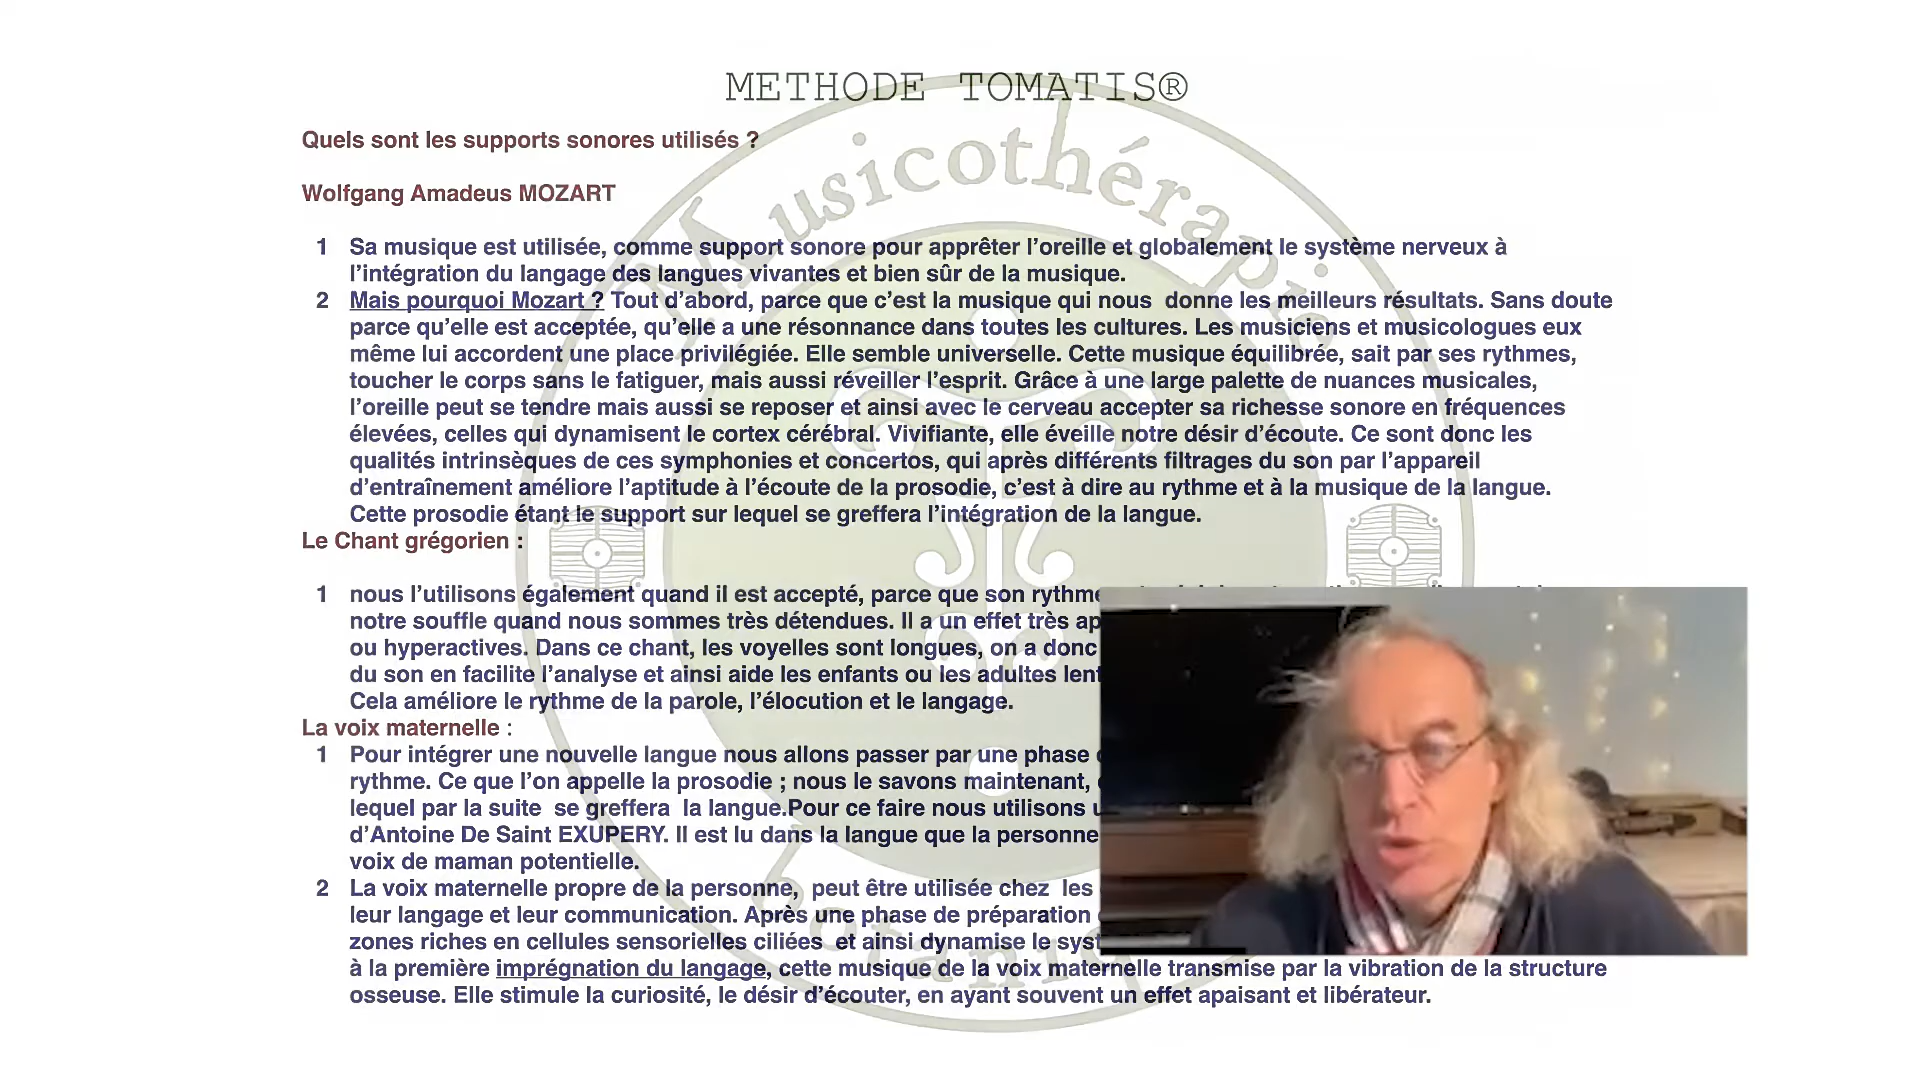 METHODE TOMATIS®
Quels sont les supports sonores utilisés ?
Wolfgang Amadeus MOZART
1 Sa musique est utilisée, comme support sonore pour apprêter l’oreille et globalement le système nerveux à
l’intégration du langage des langues vivantes et bien sûr de la musique.
2 Mais pourquoi Mozart ? Tout d’abord, parce que c’est la musique qui nous donne les meilleurs résultats. Sans doute
parce qu’elle est acceptée, qu’elle a une résonnance dans toutes les cultures. Les musiciens et musicologues eux
même lui accordent une place privilégiée. Elle semble universelle. Cette musique équilibrée, sait par ses rythmes,
toucher le corps sans le fatiguer, mais aussi réveiller l’esprit. Grâce à une large palette de nuances musicales,
l’oreille peut se tendre mais aussi se reposer et ainsi avec le cerveau accepter sa richesse sonore en fréquences
élevées, celles qui dynamisent le cortex cérébral. Vivifiante, elle éveille notre désir d’écoute. Ce sont donc les
qualités intrinsèques de ces symphonies et concertos, qui après différents filtrages du son par l’appareil
d’entraînement améliore l’aptitude à l’écoute de la prosodie, c’est à dire au rythme et à la musique de la langue.
Cette prosodie étant le support sur lequel se greffera l’intégration de la langue.
Le Chant grégorien :
1 nous l’utilisons également quand il est accepté, parce que son rythme
notre souffle quand nous sommes très détendues. Il a un effet très ap
ou hyperactives. Dans ce chant, les voyelles sont longues, on a donc
du son en facilite l’analyse et ainsi aide les enfants ou les adultes lent
Cela améliore le rythme de la parole, l’élocution et le langage.
La voix maternelle :
1 Pour intégrer une nouvelle langue nous allons passer par une phase
rythme. Ce que l’on appelle la prosodie ; nous le savons maintenant,
lequel par la suite se greffera la langue.Pour ce faire nous utilisons
d’Antoine De Saint EXUPERY. Il est lu dans la langue que la personne
voix de maman potentielle.
2 La voix maternelle propre de la personne, peut être utilisée chez les
leur langage et leur communication. Après une phase de préparation
zones riches en cellules sensorielles ciliées et ainsi dynamise le syst
à la première imprégnation du langage, cette musique de la voix maternelle transmise par la vibration de la structure
osseuse. Elle stimule la curiosité, le désir d’écouter, en ayant souvent un effet apaisant et libérateur.
Musicothérapie